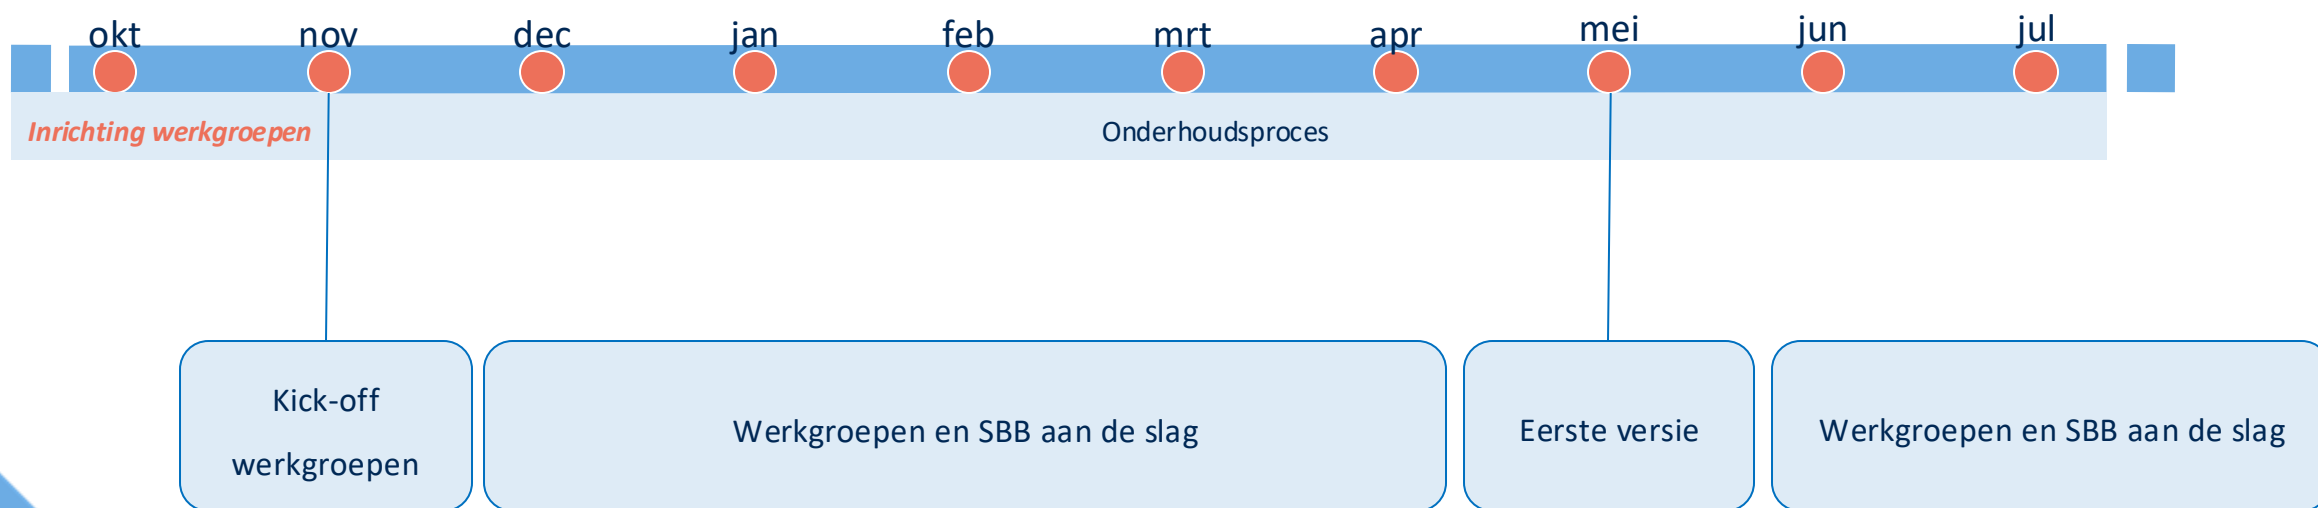 okt nov dec jan feb mrt apr mei jun jul
Inrichting werkgroepen Onderhoudsproces
Kick-off
werkgroepen
Werkgroepen en SBB aan de slag
Eerste versie
Werkgroepen en SBB aan de slag